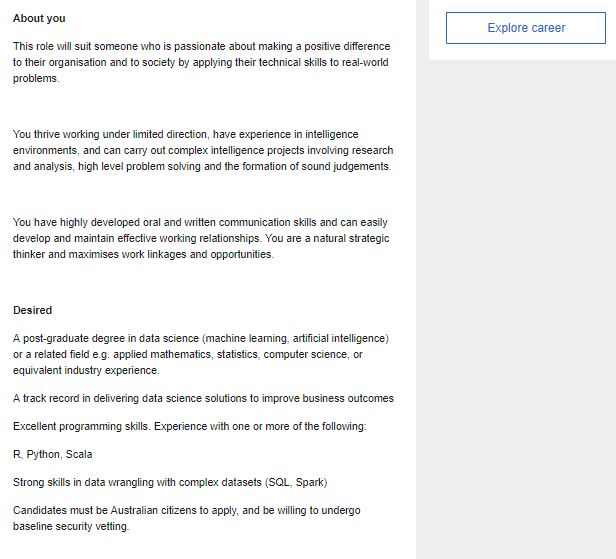 About you
This role will suit someone who is passionate about making a positive difference
to their organisation and to society by applying their technical skills to real-world
problems.
You thrive working under limited direction, have experience in intelligence
environments, and can carry out complex intelligence projects involving research
and analysis, high level problem solving and the formation of sound judgements.
You have highly developed oral and written communication skills and can easily
develop and maintain effective working relationships. You are a natural strategic
thinker and maximises work linkages and opportunities.
Desired
A post-graduate degree in data science (machine learning, artificial intelligence)
or a related field e.g. applied mathematics, statistics, computer science, or
equivalent industry experience.
A track record in delivering data science solutions to improve business outcomes
Excellent programming skills. Experience with one or more of the following:
R, Python, Scala
Strong skills in data wrangling with complex datasets (SQL, Spark)
Candidates must be Australian citizens to apply, and be willing to undergo
baseline security vetting.
Explore career